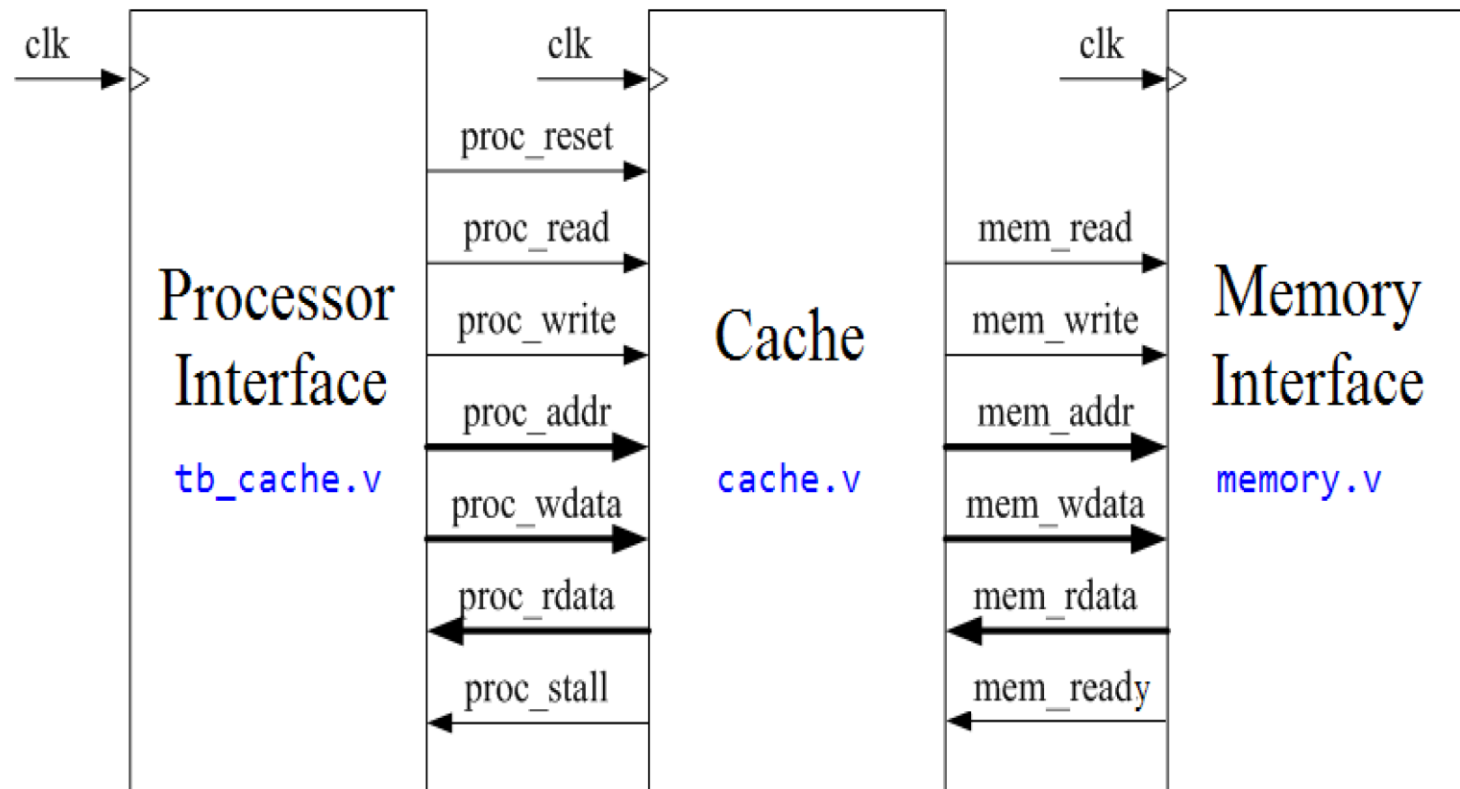 clk
clk
clk
proc_reset
proc_read
mem_read
proc_write
mem_write
Processor
Interface
Cache
Memory
Interface
proc_addr
mem_addr
tb_cache.v
cache.v
memory.v
proc_wdata
mem_wdata
proc_rdata
mem_rdata
proc_stall
mem_ready